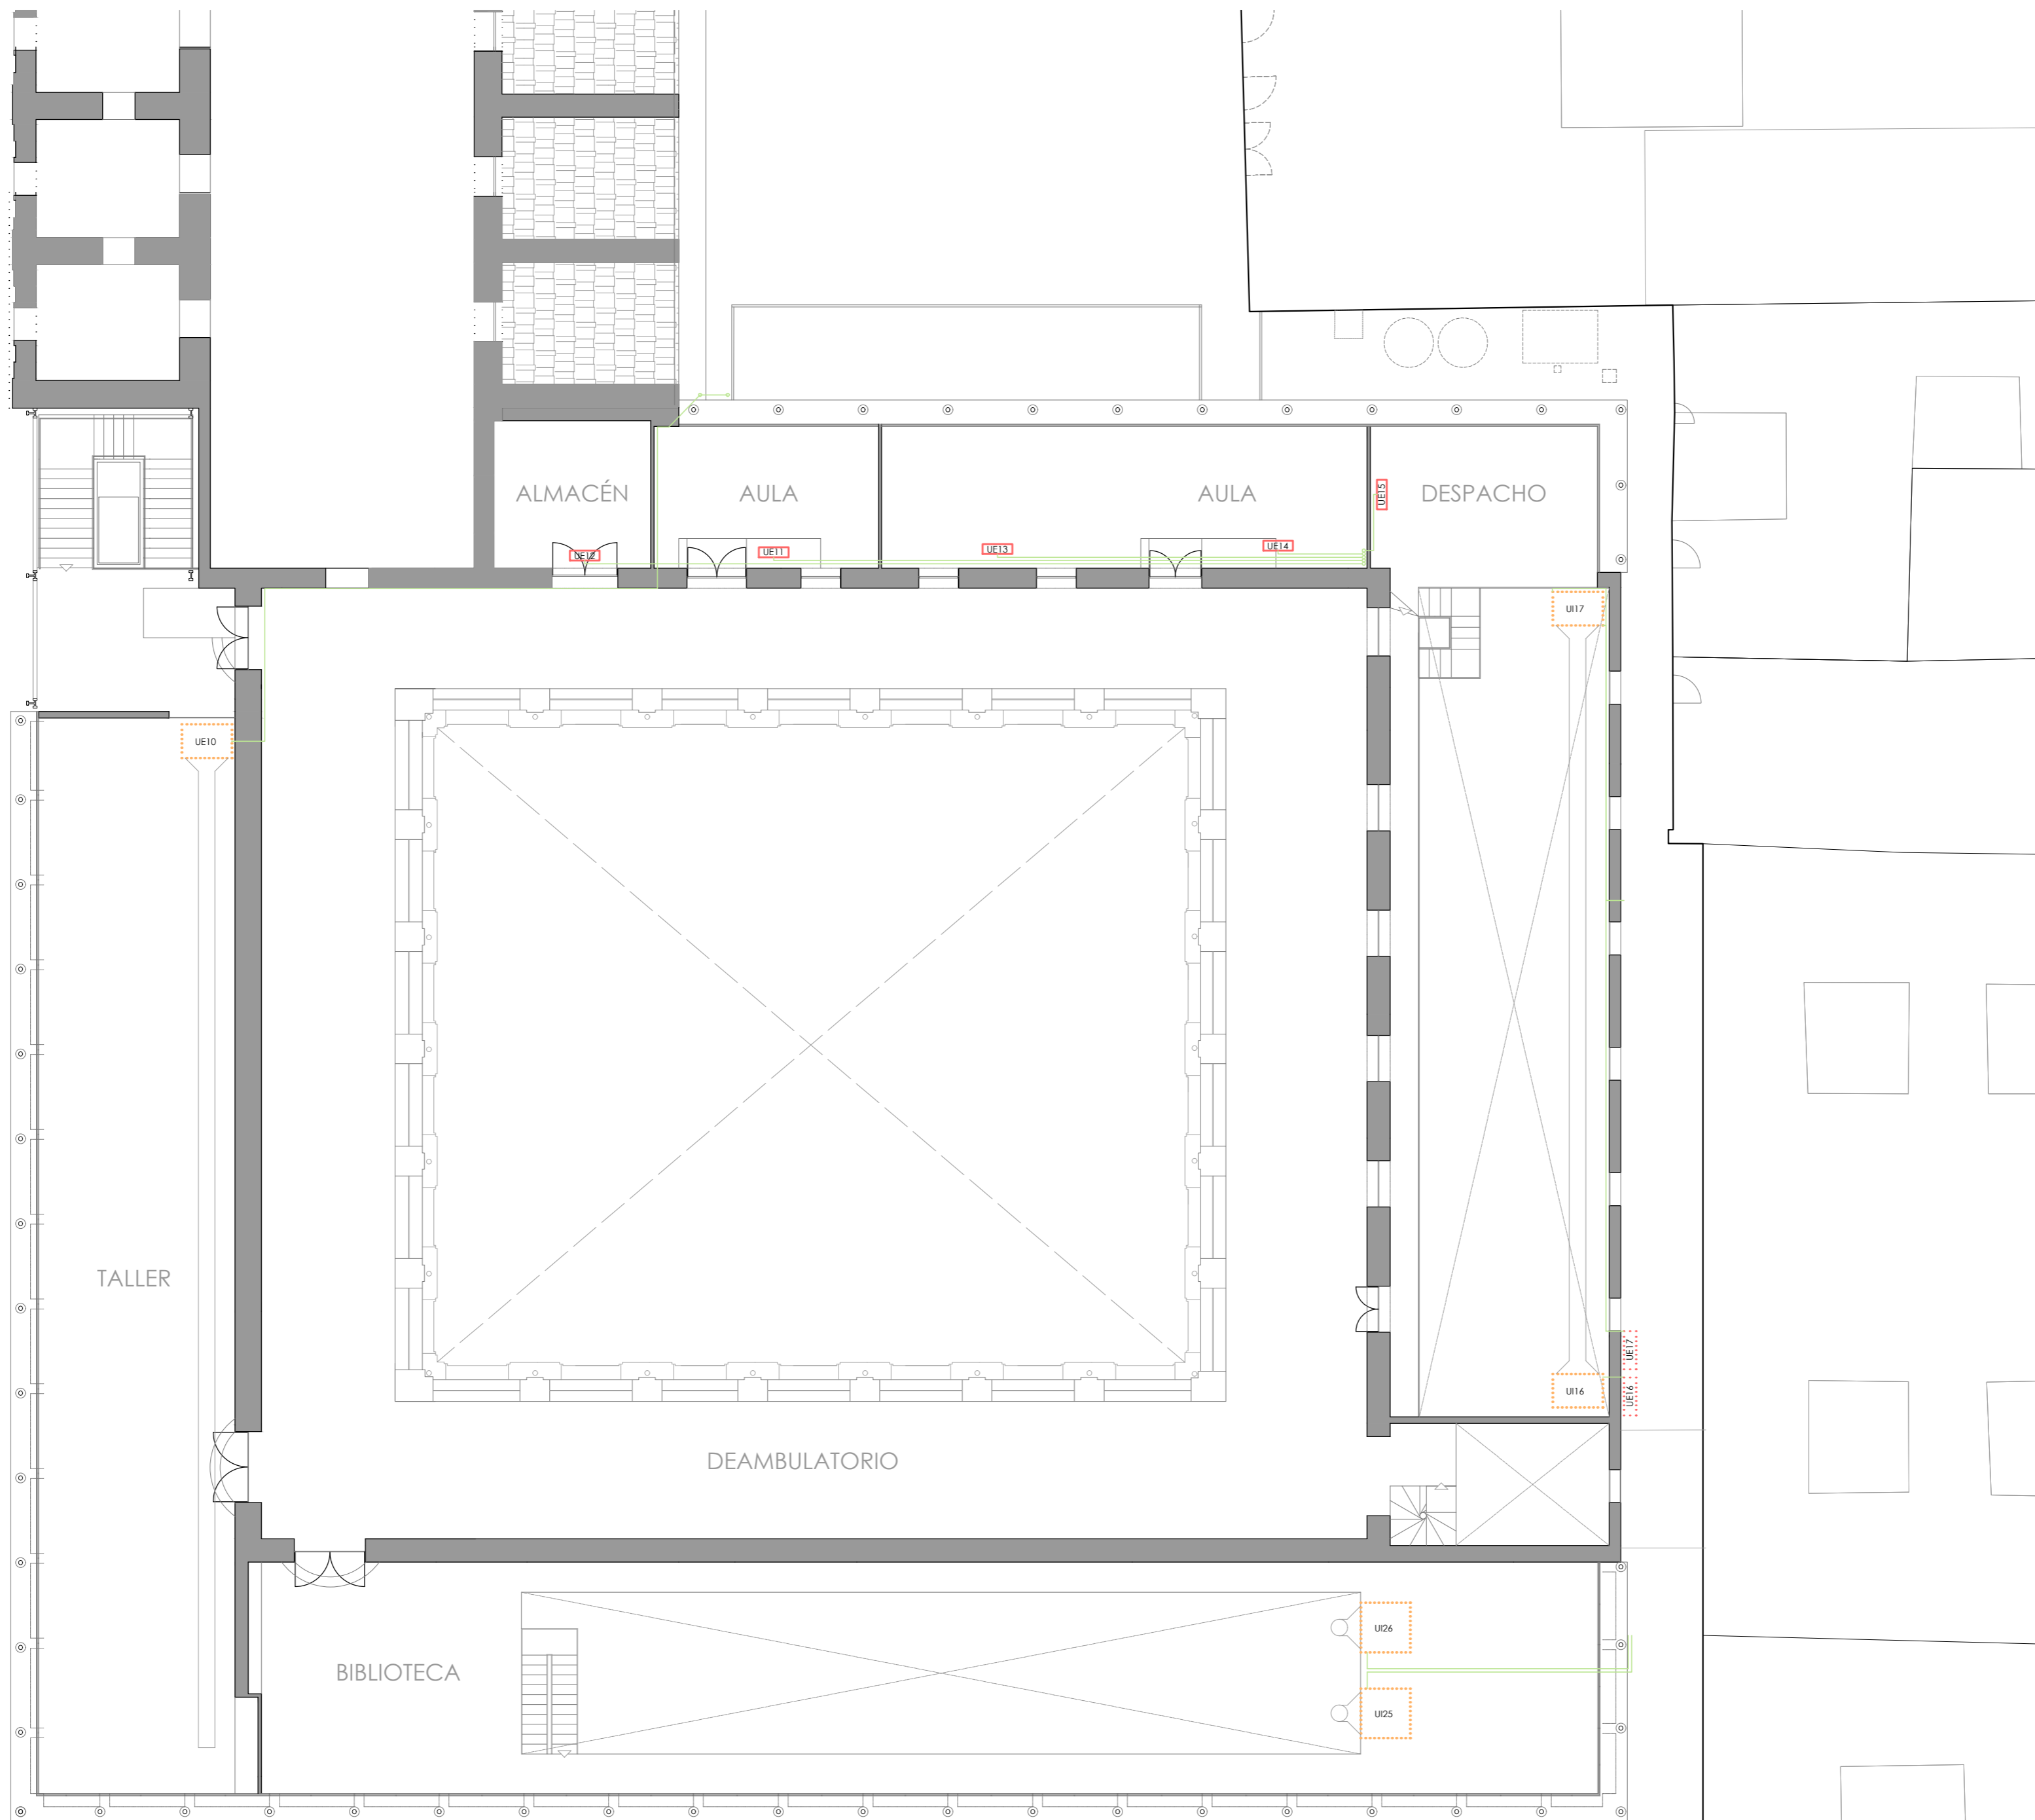 ALMACÉN
AULA
AULA
UE15
DESPACHO
UE12
UE11
UE13
UE14
UI17
UE10
TALLER
UE17
UI16
UE16
DEAMBULATORIO
UI26
BIBLIOTECA
UI25